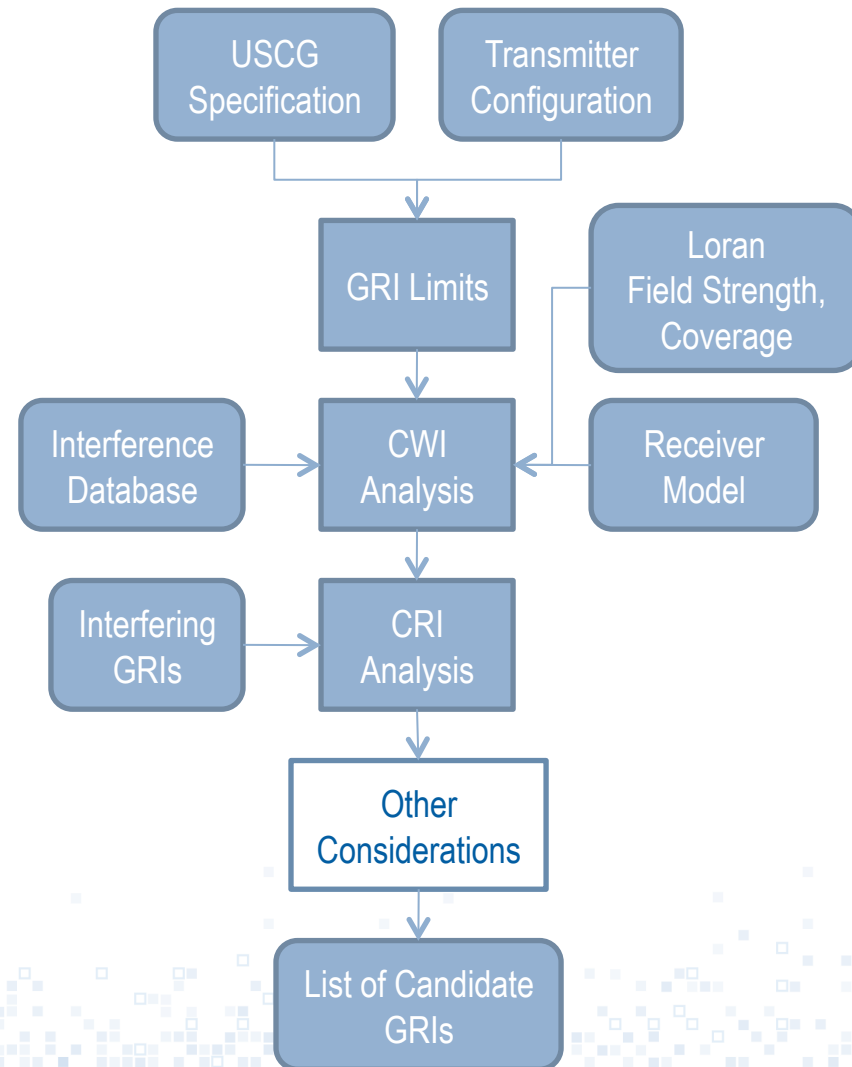 USCG
Specification
Transmitter
Configuration
GRI Limits
Loran
Field Strength,
Coverage
Interference
Database
CWI
Analysis
Receiver
Model
Interfering
GRIs
CRI
Analysis
Other
Considerations
List of Candidate
GRIs